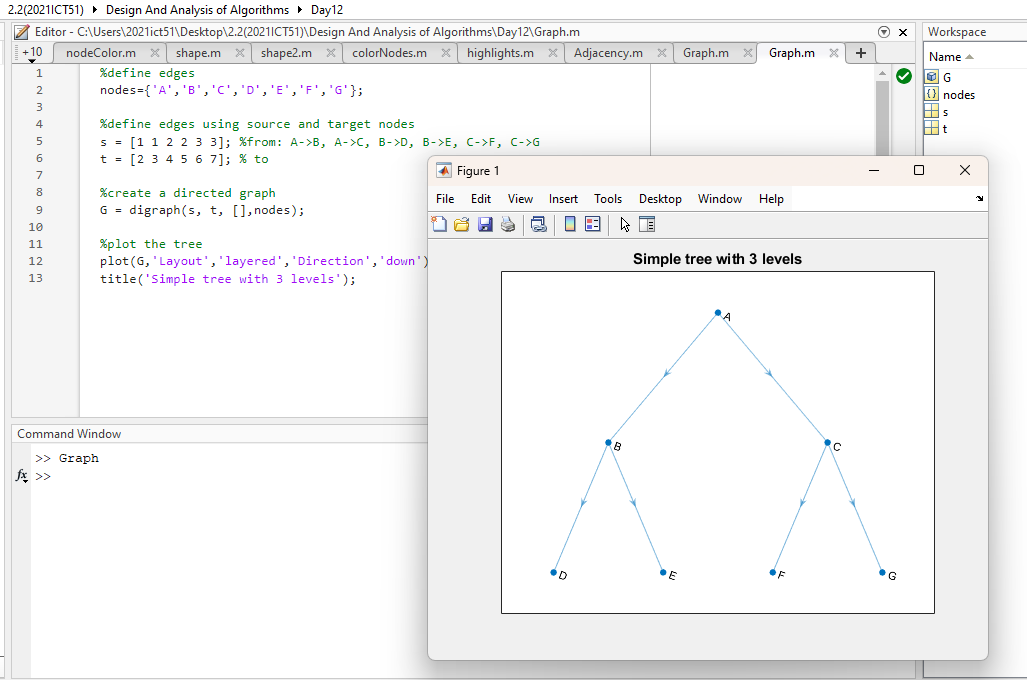 2.2(2021ICT51) Design And Analysis of Algorithms Day12
Editor - C:\Users\2021ict51\Desktop\2.2(2021ICT51)\Design And Analysis of Algorithms\Day12\Graph.m
Workspace
+10 nodeColor.m shape.m shape2.m colorNodes.m highlights.m Adjacency.m Graph.m Graph.m
Name
G
nodes
s
t
1 %define edges
2 nodes={'A','B','C','D','E','F','G'};
3
4 %define edges using source and target nodes
5 s = [1 1 2 2 3 3]; %from: A->B, A->C, B->D, B->E, C->F, C->G
6 t = [2 3 4 5 6 7]; % to
7
8 %create a directed graph
9 G = digraph(s, t, [],nodes);
10
11 %plot the tree
12 plot(G,'Layout','layered','Direction','down')
13 title('Simple tree with 3 levels');
Command Window
>> Graph
fx >>
Figure 1
File Edit View Insert Tools Desktop Window Help
Simple tree with 3 levels
A
B C
D E F G